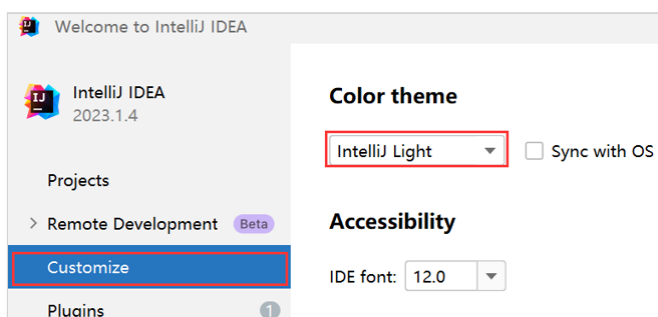 Welcome to IntelliJ IDEA
IJ
IntelliJ IDEA
2023.1.4
Projects
Remote Development Beta
Customize
Plugins 1
Color theme
IntelliJ Light Sync with OS
Accessibility
IDE font: 12.0